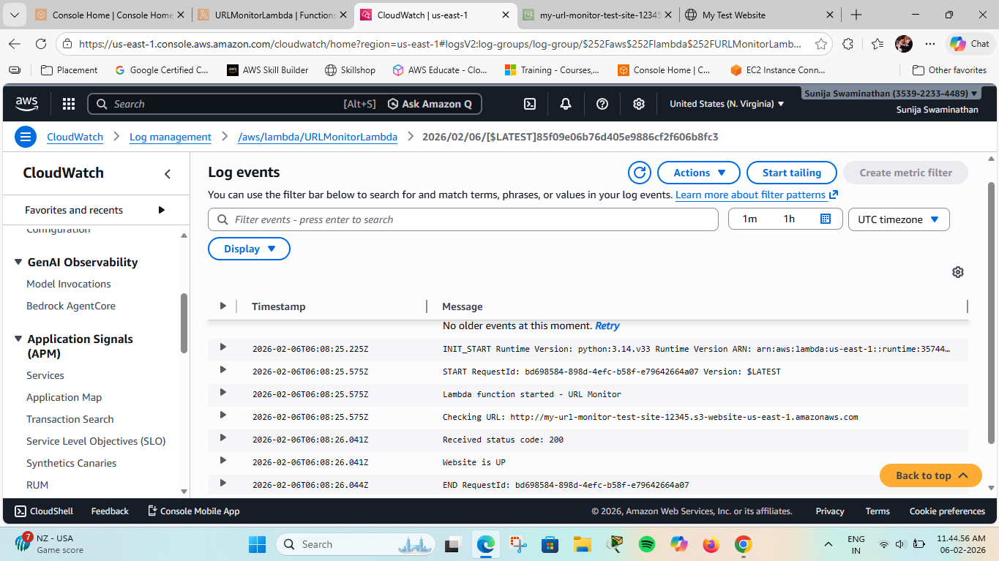 Console Home | Console Home
URLMonitorLambda | Functions
CloudWatch | us-east-1
my-url-monitor-test-site-12345
My Test Website
https://us-east-1.console.aws.amazon.com/cloudwatch/home?region=us-east-1#logsV2:log-groups/log-group/$252Faws$252Flambda$252FURLMonitorLamb...
Chat
Placement
Google Certified C...
AWS Skill Builder
Skillshop
AWS Educate - Clo...
Training - Courses,...
Console Home | C...
EC2 Instance Conn...
Other favorites
aws
Search
[Alt+S]
Ask Amazon Q
United States (N. Virginia)
Sunija Swaminathan (3539-2233-4489)
Sunija Swaminathan
CloudWatch
Log management
/aws/lambda/URLMonitorLambda
2026/02/06/[$LATEST]85f09e06b76d405e9886cf2f606b8fc3
CloudWatch
Favorites and recents
Configuration
GenAI Observability
Model Invocations
Bedrock AgentCore
Application Signals
(APM)
Services
Application Map
Transaction Search
Service Level Objectives (SLO)
Synthetics Canaries
RUM
Log events
Actions
Start tailing
Create metric filter
You can use the filter bar below to search for and match terms, phrases, or values in your log events. Learn more about filter patterns
Filter events - press enter to search
1m
1h
UTC timezone
Display
Timestamp
Message
No older events at this moment. Retry
2026-02-06T06:08:25.225Z INIT_START Runtime Version: python:3.14.v33 Runtime Version ARN: arn:aws:lambda:us-east-1::runtime:35744…
2026-02-06T06:08:25.575Z START RequestId: bd698584-898d-4efc-b58f-e79642664a07 Version: $LATEST
2026-02-06T06:08:25.575Z Lambda function started - URL Monitor
2026-02-06T06:08:25.575Z Checking URL: http://my-url-monitor-test-site-12345.s3-website-us-east-1.amazonaws.com
2026-02-06T06:08:26.041Z Received status code: 200
2026-02-06T06:08:26.041Z Website is UP
2026-02-06T06:08:26.044Z END RequestId: bd698584-898d-4efc-b58f-e79642664a07
Back to top
CloudShell
Feedback
Console Mobile App
© 2026, Amazon Web Services, Inc. or its affiliates.
Privacy
Terms
Cookie preferences
7
NZ - USA
Game score
Search
ENG
IN
11.44.56 AM
06-02-2026